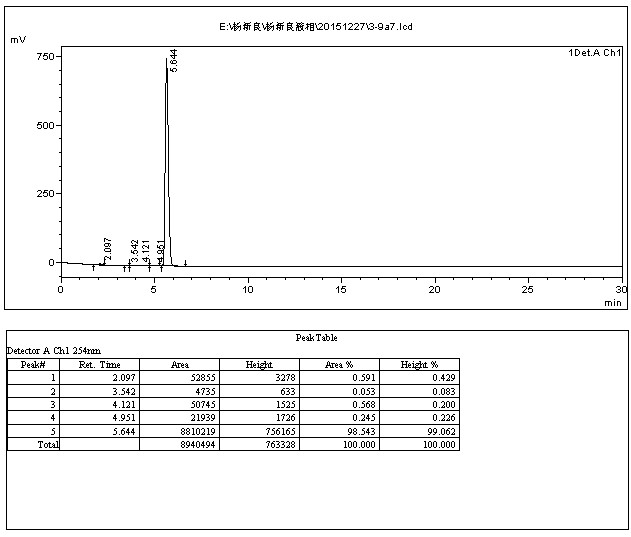 E:\杨新良\杨新良液相\20151227\3-9a7.lcd
mV
1Det.A Ch1
750
500
250
0
2.097
3.542
4.121
4.951
5.644
0 5 10 15 20 25 30
min
PeakTable
Detector A Ch1 254nm
Peak# Ret. Time Area Height Area % Height %
1 2.097 52855 3278 0.591 0.429
2 3.542 4735 633 0.053 0.083
3 4.121 50745 1525 0.568 0.200
4 4.951 21939 1726 0.245 0.226
5 5.644 8810219 756165 98.543 99.062
Total 8940494 763328 100.000 100.000